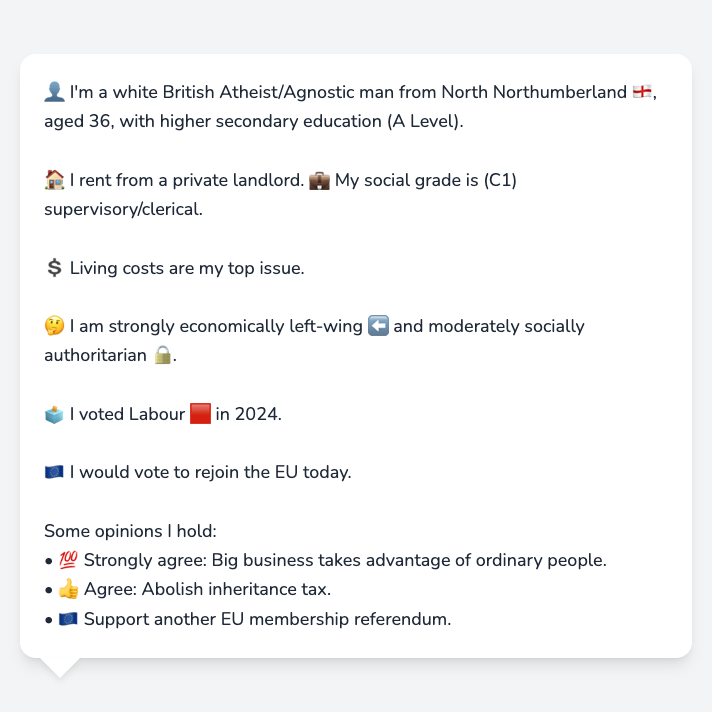 👤 I'm a white British Atheist/Agnostic man from North Northumberland 🏴󠁧󠁢󠁥󠁮󠁧󠁿,
aged 36, with higher secondary education (A Level).
🏠 I rent from a private landlord. 💼 My social grade is (C1)
supervisory/clerical.
💲 Living costs are my top issue.
🤔 I am strongly economically left-wing ⬅️ and moderately socially
authoritarian 🔒.
🗳️ I voted Labour 🟥 in 2024.
🇪🇺 I would vote to rejoin the EU today.
Some opinions I hold:
• 💯 Strongly agree: Big business takes advantage of ordinary people.
• 👍 Agree: Abolish inheritance tax.
• 🇪🇺 Support another EU membership referendum.